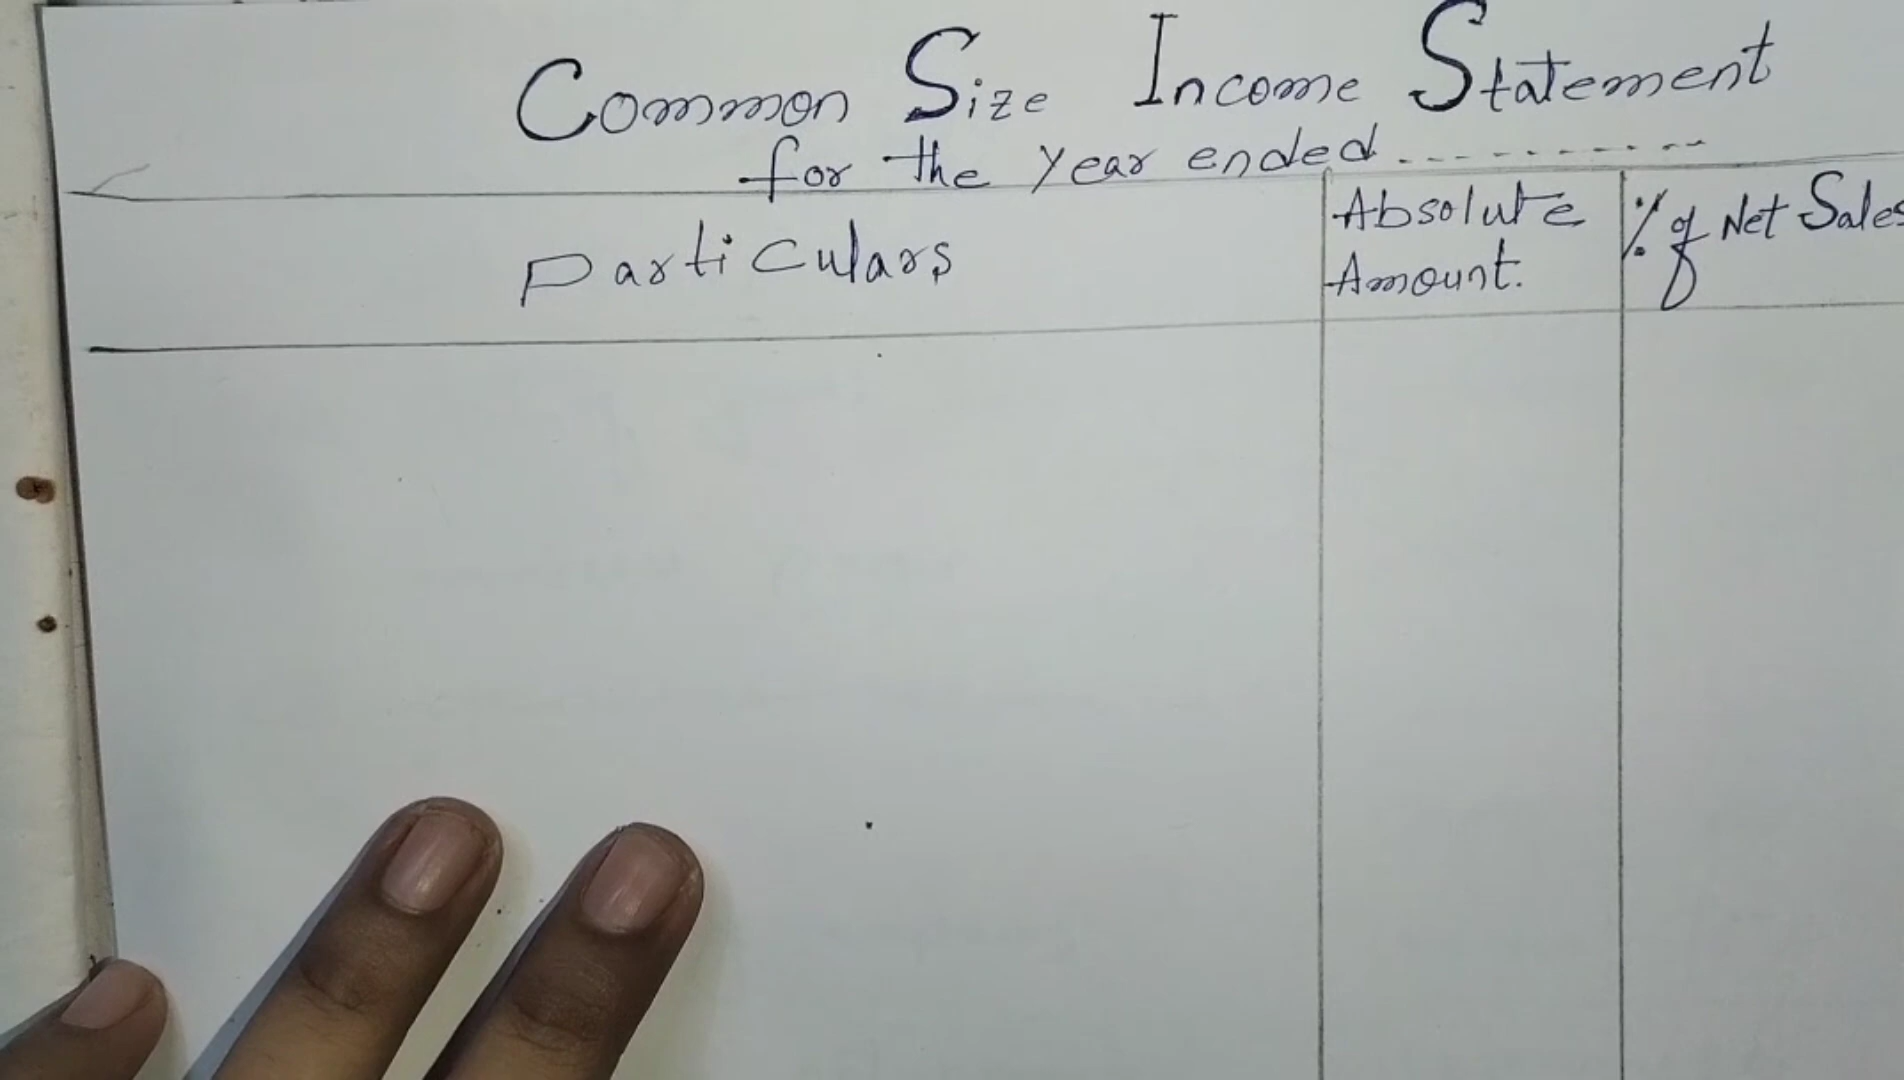 Common Size Income Statement
for the Year ended............
Particulars
Absolute
Amount.
% of Net Sales